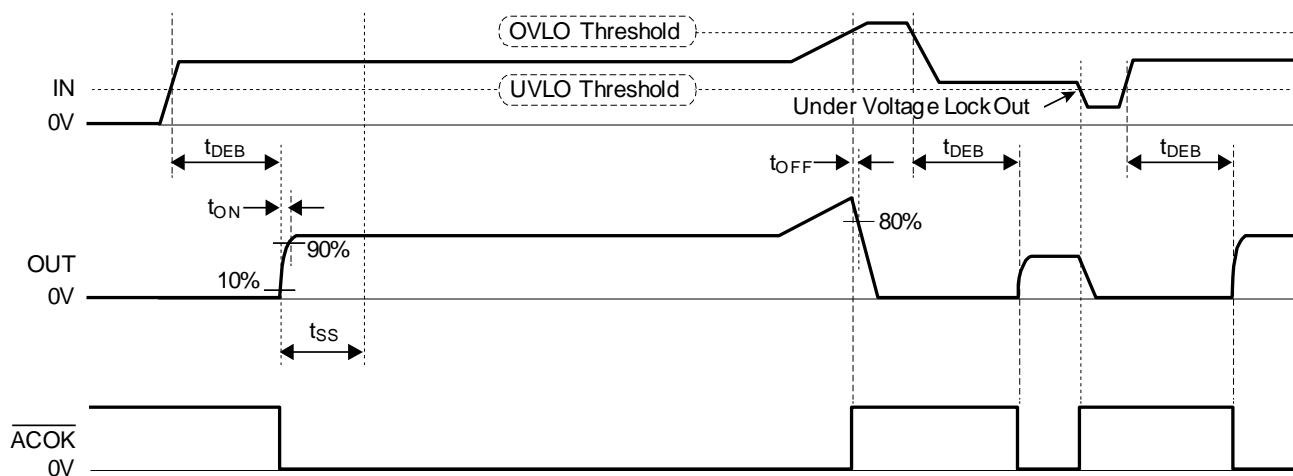 OVLO Threshold
IN
UVLO Threshold
Under Voltage Lock Out
0V
tDEB
tOFF
tDEB
tDEB
tON
80%
90%
OUT
10%
0V
tSS
ACOK
0V